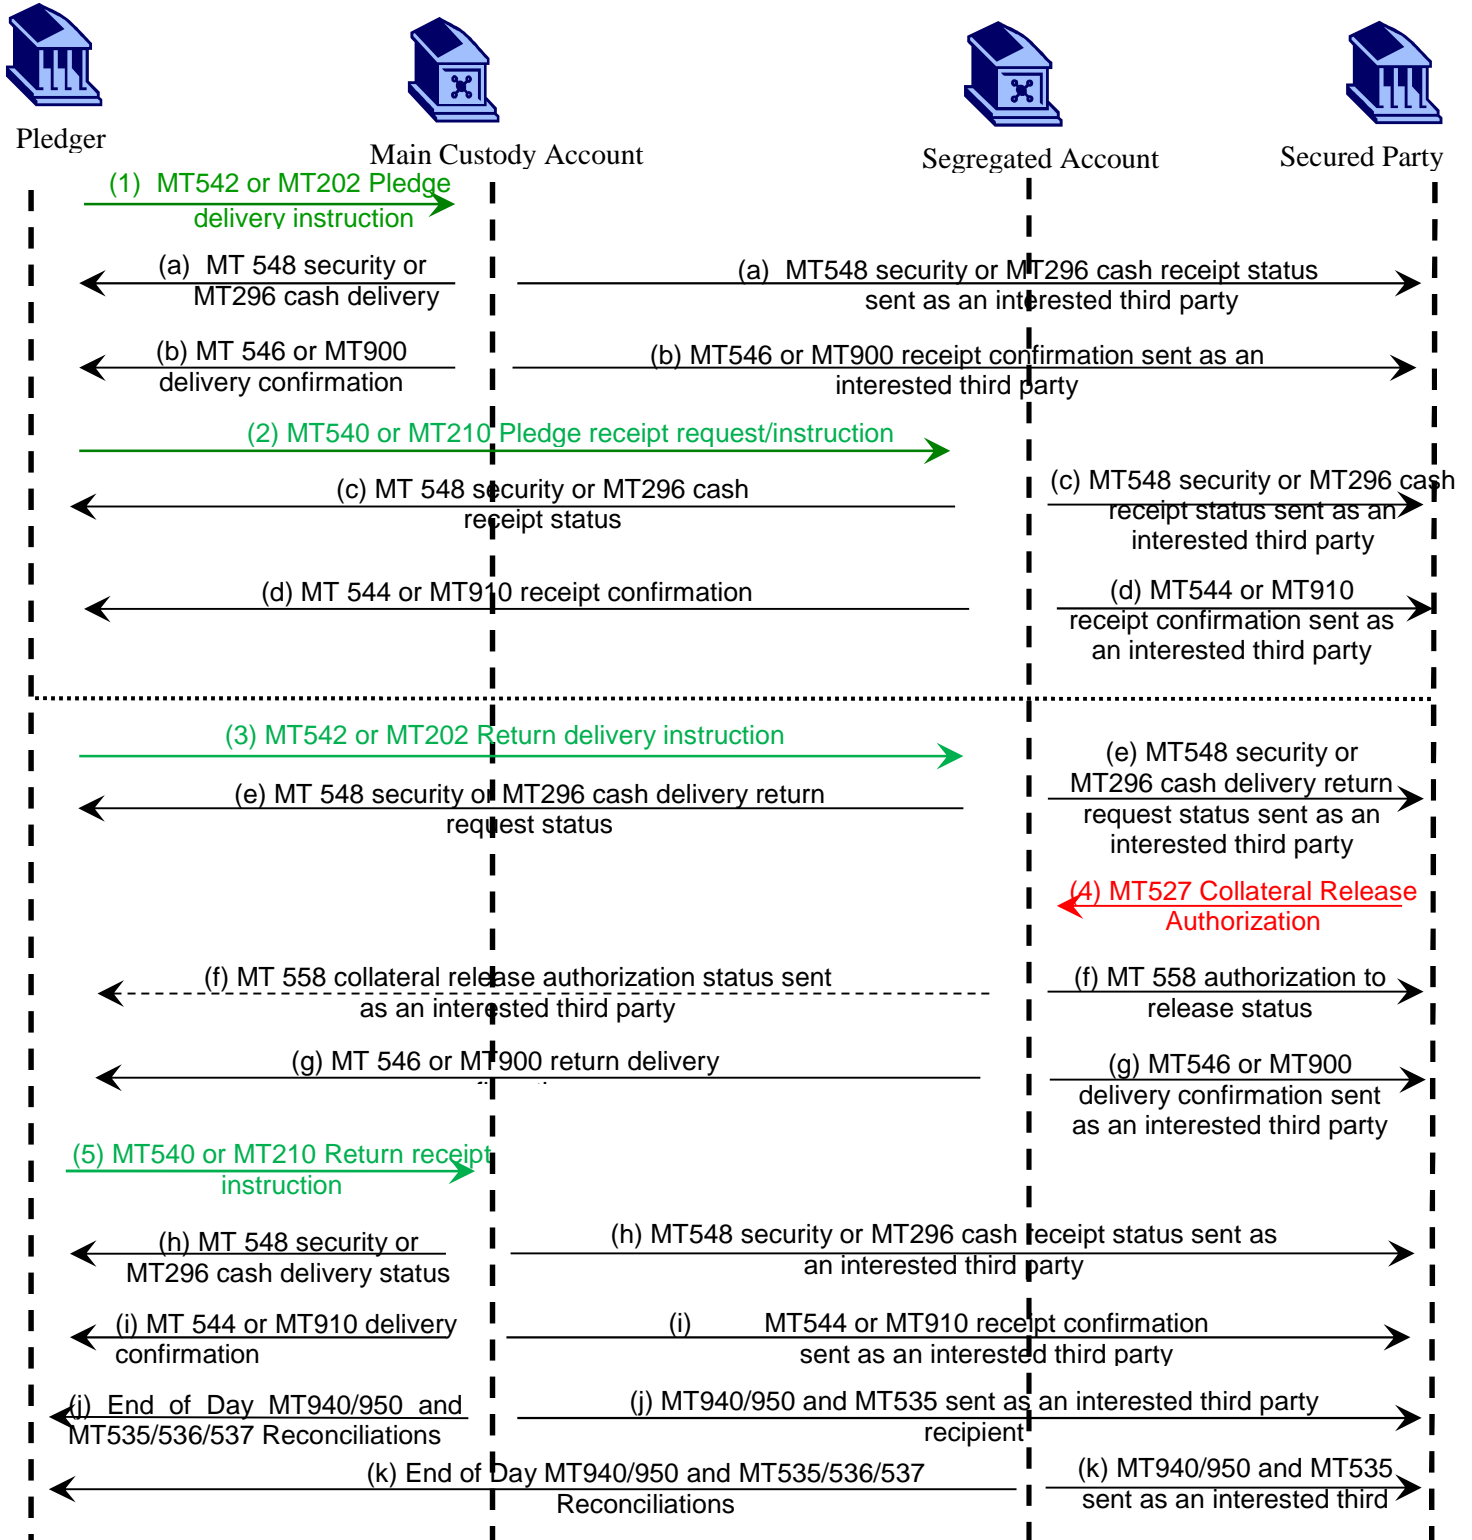 Pledger
Main Custody Account
Segregated Account
Secured Party
(1) MT542 or MT202 Pledge
delivery instruction
(a) MT 548 security or
MT296 cash delivery
(a) MT548 security or MT296 cash receipt status
sent as an interested third party
(b) MT 546 or MT900
delivery confirmation
(b) MT546 or MT900 receipt confirmation sent as an
interested third party
(2) MT540 or MT210 Pledge receipt request/instruction
(c) MT 548 security or MT296 cash
receipt status
(c) MT548 security or MT296 cash
receipt status sent as an
interested third party
(d) MT 544 or MT910 receipt confirmation
(d) MT544 or MT910
receipt confirmation sent as
an interested third party
(3) MT542 or MT202 Return delivery instruction
(e) MT 548 security or MT296 cash delivery return
request status
(e) MT548 security or
MT296 cash delivery return
request status sent as an
interested third party
(4) MT527 Collateral Release
Authorization
(f) MT 558 collateral release authorization status sent
as an interested third party
(f) MT 558 authorization to
release status
(g) MT 546 or MT900 return delivery
(g) MT546 or MT900
delivery confirmation sent
as an interested third party
(5) MT540 or MT210 Return receipt
instruction
(h) MT 548 security or
MT296 cash delivery status
(h) MT548 security or MT296 cash receipt status sent as
an interested third party
(i) MT 544 or MT910 delivery
confirmation
(i) MT544 or MT910 receipt confirmation
sent as an interested third party
(j) End of Day MT940/950 and
MT535/536/537 Reconciliations
(j) MT940/950 and MT535 sent as an interested third party
recipient
(k) End of Day MT940/950 and MT535/536/537
Reconciliations
(k) MT940/950 and MT535
sent as an interested third